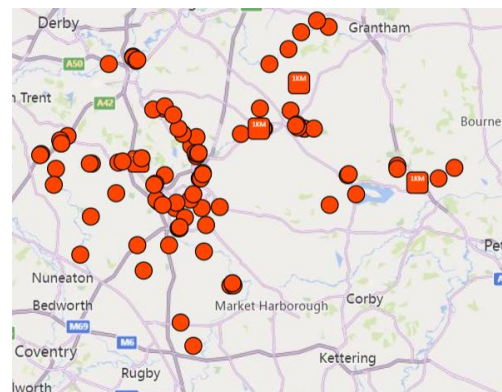 Derby
Grantham
A50
1KM
n Trent
A42
1KM
Bourne
1KM
Pet
A
Nuneaton
Bedworth
Market Harborough
Corby
M69
Coventry
M6
Kettering
Rugby
lworth